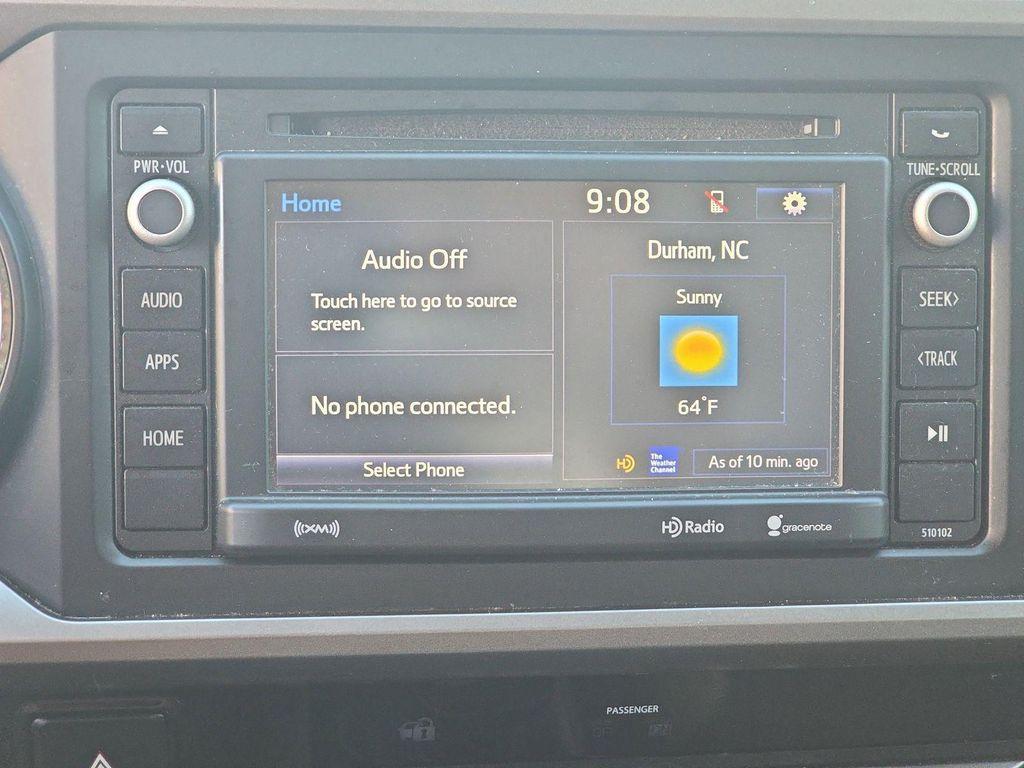 PWR•VOL
TUNE•SCROLL
Home
9:08
Audio Off
Touch here to go to source
screen.
No phone connected.
Select Phone
Durham, NC
Sunny
64°F
HD
The
Weather
Channel
As of 10 min. ago
AUDIO
APPS
HOME
SEEK>
<TRACK
((XM))
HD Radio
gracenote
510102
PASSENGER